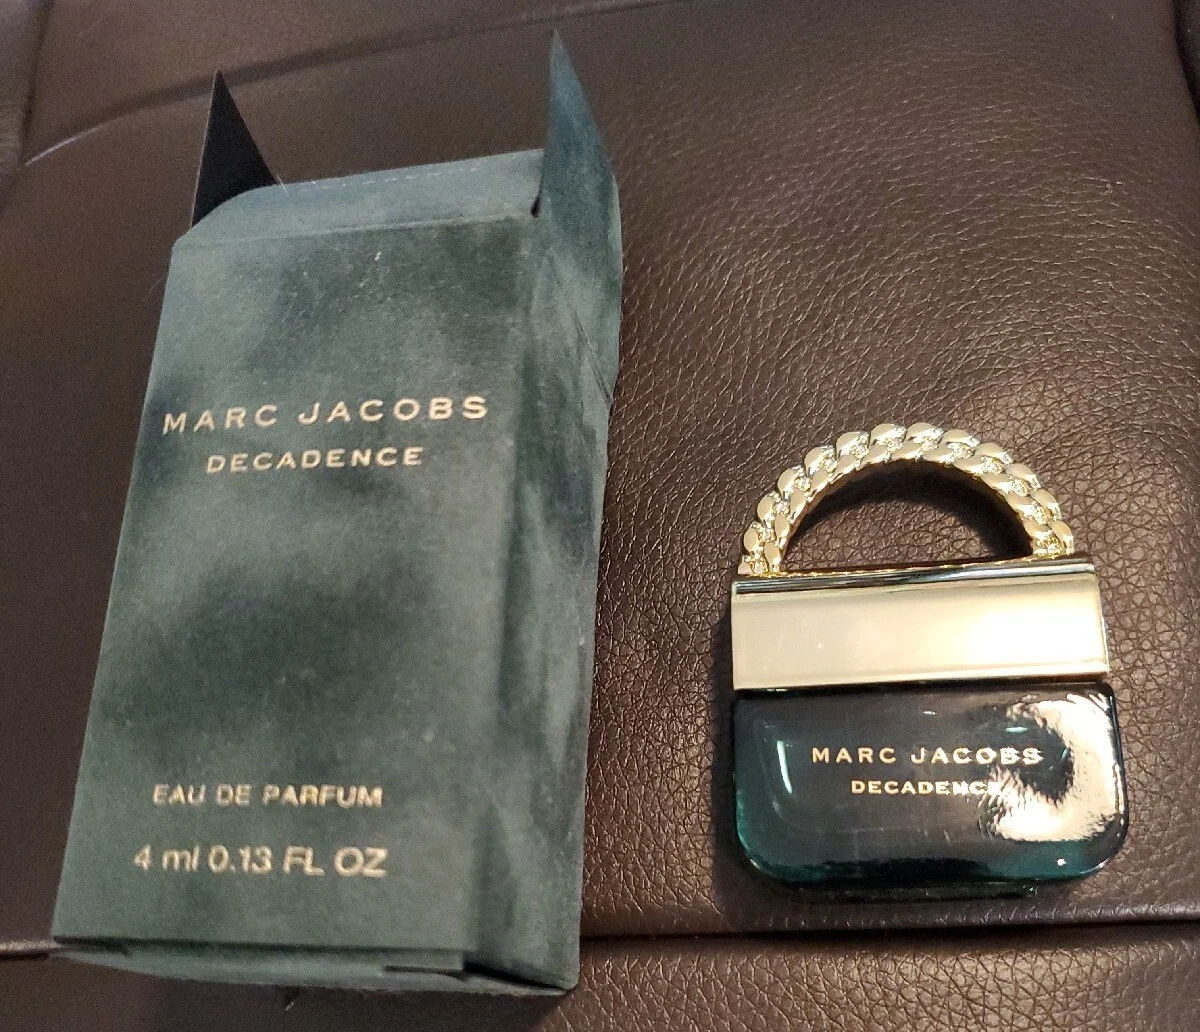 MARC JACOBS
DECADENCE
EAU DE PARFUM
4 ml 0.13 FL OZ
MARC JACOBS
DECADENCE